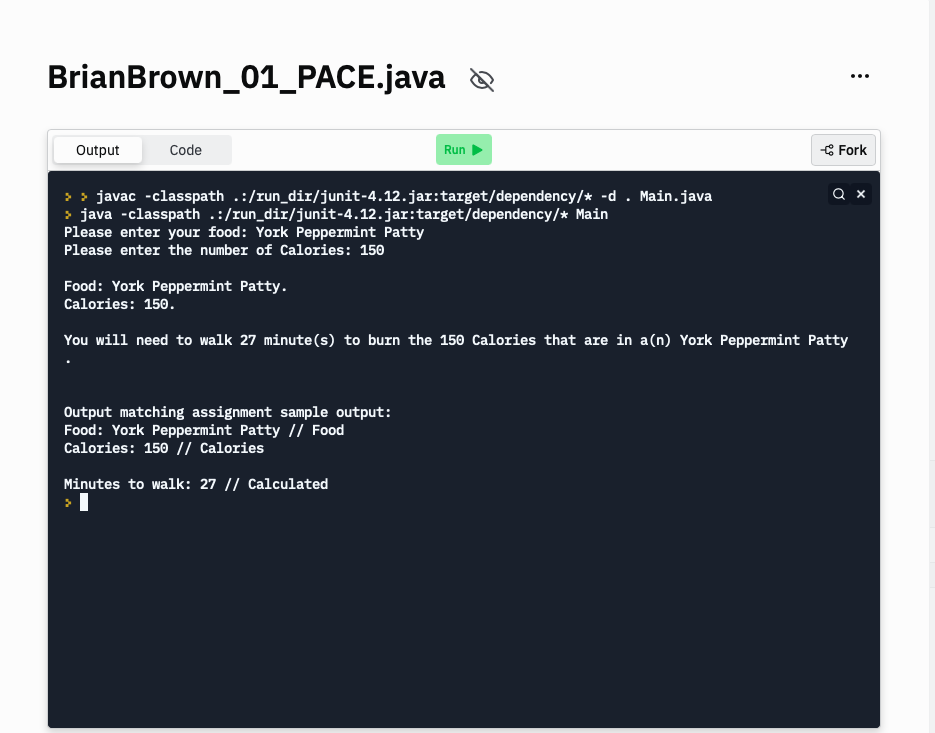 BrianBrown_01_PACE.java
Output Code Run Fork
> > javac -classpath .:/run_dir/junit-4.12.jar:target/dependency/* -d . Main.java
> java -classpath .:/run_dir/junit-4.12.jar:target/dependency/* Main
Please enter your food: York Peppermint Patty
Please enter the number of Calories: 150
Food: York Peppermint Patty.
Calories: 150.
You will need to walk 27 minute(s) to burn the 150 Calories that are in a(n) York Peppermint Patty
.
Output matching assignment sample output:
Food: York Peppermint Patty // Food
Calories: 150 // Calories
Minutes to walk: 27 // Calculated
>